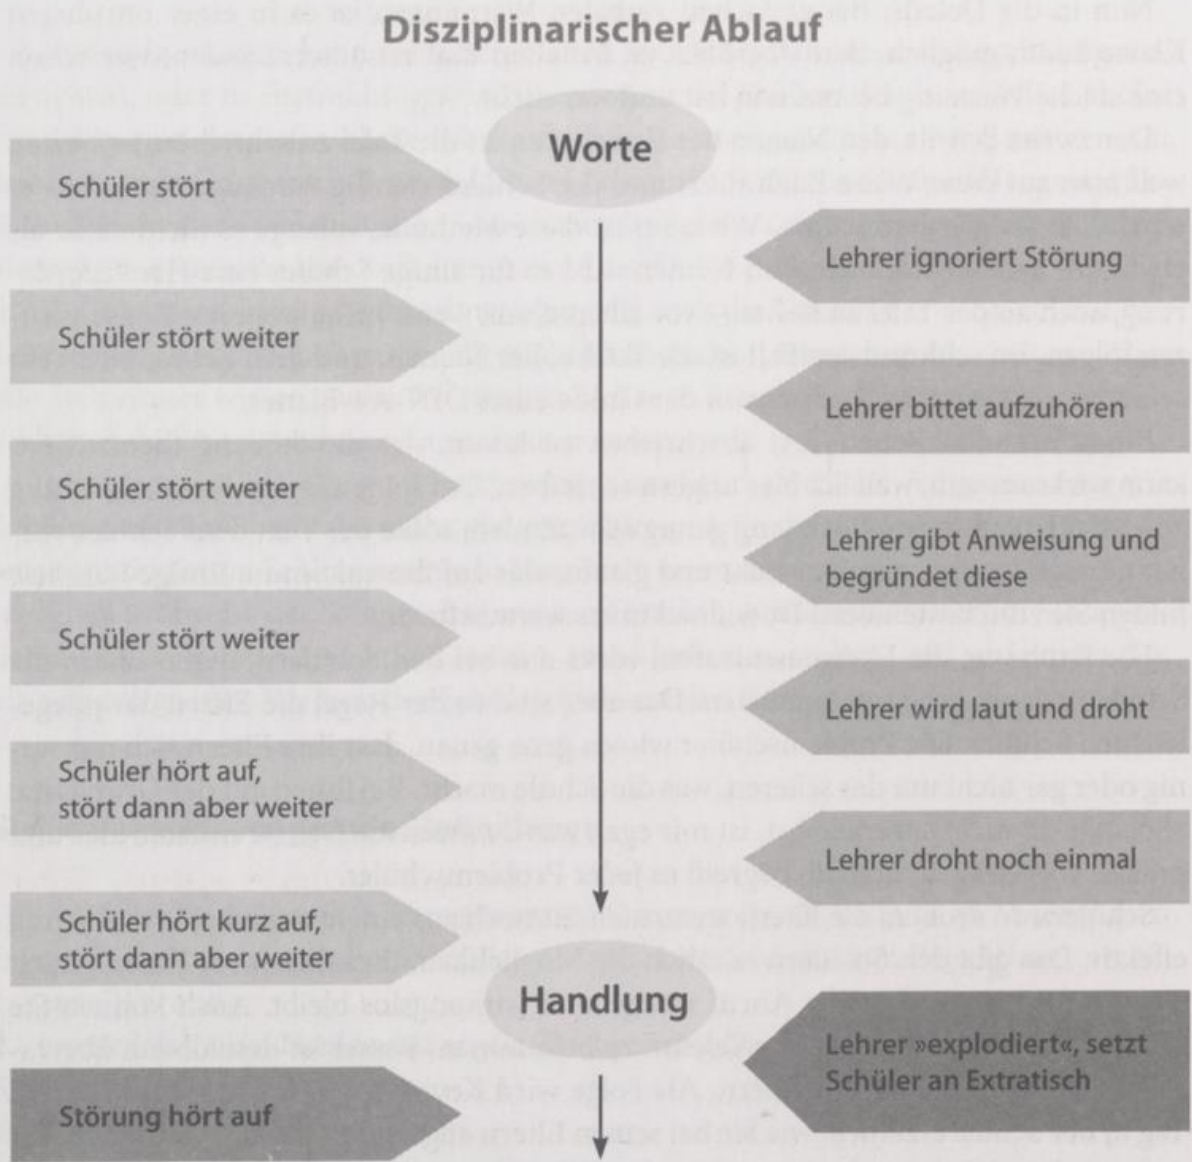 Disziplinarischer Ablauf
Worte
Schüler stört
Lehrer ignoriert Störung
Schüler stört weiter
Lehrer bittet aufzuhören
Schüler stört weiter
Lehrer gibt Anweisung und
begründet diese
Schüler stört weiter
Lehrer wird laut und droht
Schüler hört auf,
stört dann aber weiter
Lehrer droht noch einmal
Schüler hört kurz auf,
stört dann aber weiter
Handlung
Lehrer »explodiert«, setzt
Schüler an Extratisch
Störung hört auf